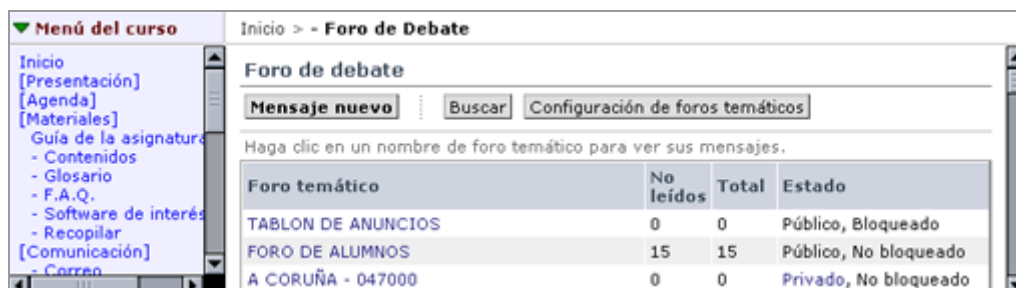 Menú del curso
Inicio
[Presentación]
[Agenda]
[Materiales]
Guía de la asignatura
- Contenidos
- Glosario
- F.A.Q.
- Software de interés
- Recopilar
[Comunicación]
- Correo
Inicio > - Foro de Debate
Foro de debate
Mensaje nuevo Buscar Configuración de foros temáticos
Haga clic en un nombre de foro temático para ver sus mensajes.
Foro temático No leídos Total Estado
TABLON DE ANUNCIOS 0 0 Público, Bloqueado
FORO DE ALUMNOS 15 15 Público, No bloqueado
A CORUÑA - 047000 0 0 Privado, No bloqueado